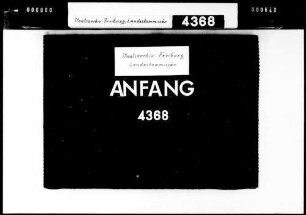 Staatsarchiv Freiburg, Landeskommissär 4368
Staatsarchiv Freiburg
Landeskommissär
ANFANG
4368